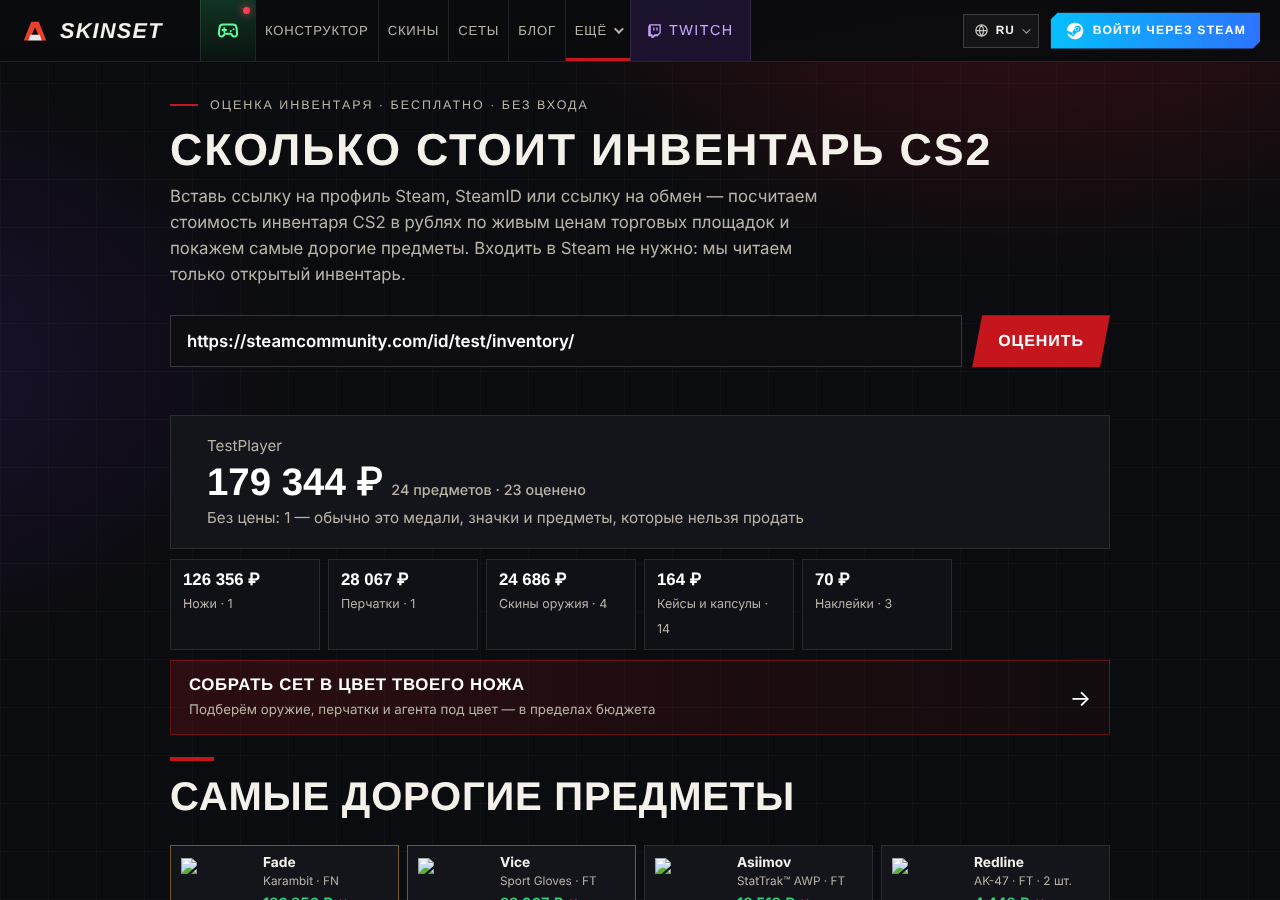 SKINSET
КОНСТРУКТОР
СКИНЫ
СЕТЫ
БЛОГ
ЕЩЁ
TWITCH
RU
ВОЙТИ ЧЕРЕЗ STEAM
ОЦЕНКА ИНВЕНТАРЯ · БЕСПЛАТНО · БЕЗ ВХОДА
СКОЛЬКО СТОИТ ИНВЕНТАРЬ CS2
Вставь ссылку на профиль Steam, SteamID или ссылку на обмен — посчитаем
стоимость инвентаря CS2 в рублях по живым ценам торговых площадок и
покажем самые дорогие предметы. Входить в Steam не нужно: мы читаем
только открытый инвентарь.
https://steamcommunity.com/id/test/inventory/
ОЦЕНИТЬ
TestPlayer
179 344 ₽ 24 предметов · 23 оценено
Без цены: 1 — обычно это медали, значки и предметы, которые нельзя продать
126 356 ₽
Ножи · 1
28 067 ₽
Перчатки · 1
24 686 ₽
Скины оружия · 4
164 ₽
Кейсы и капсулы ·
14
70 ₽
Наклейки · 3
СОБРАТЬ СЕТ В ЦВЕТ ТВОЕГО НОЖА
Подберём оружие, перчатки и агента под цвет — в пределах бюджета
САМЫЕ ДОРОГИЕ ПРЕДМЕТЫ
Fade
Karambit · FN
Vice
Sport Gloves · FT
Asiimov
StatTrak™ AWP · FT
Redline
AK-47 · FT · 2 шт.